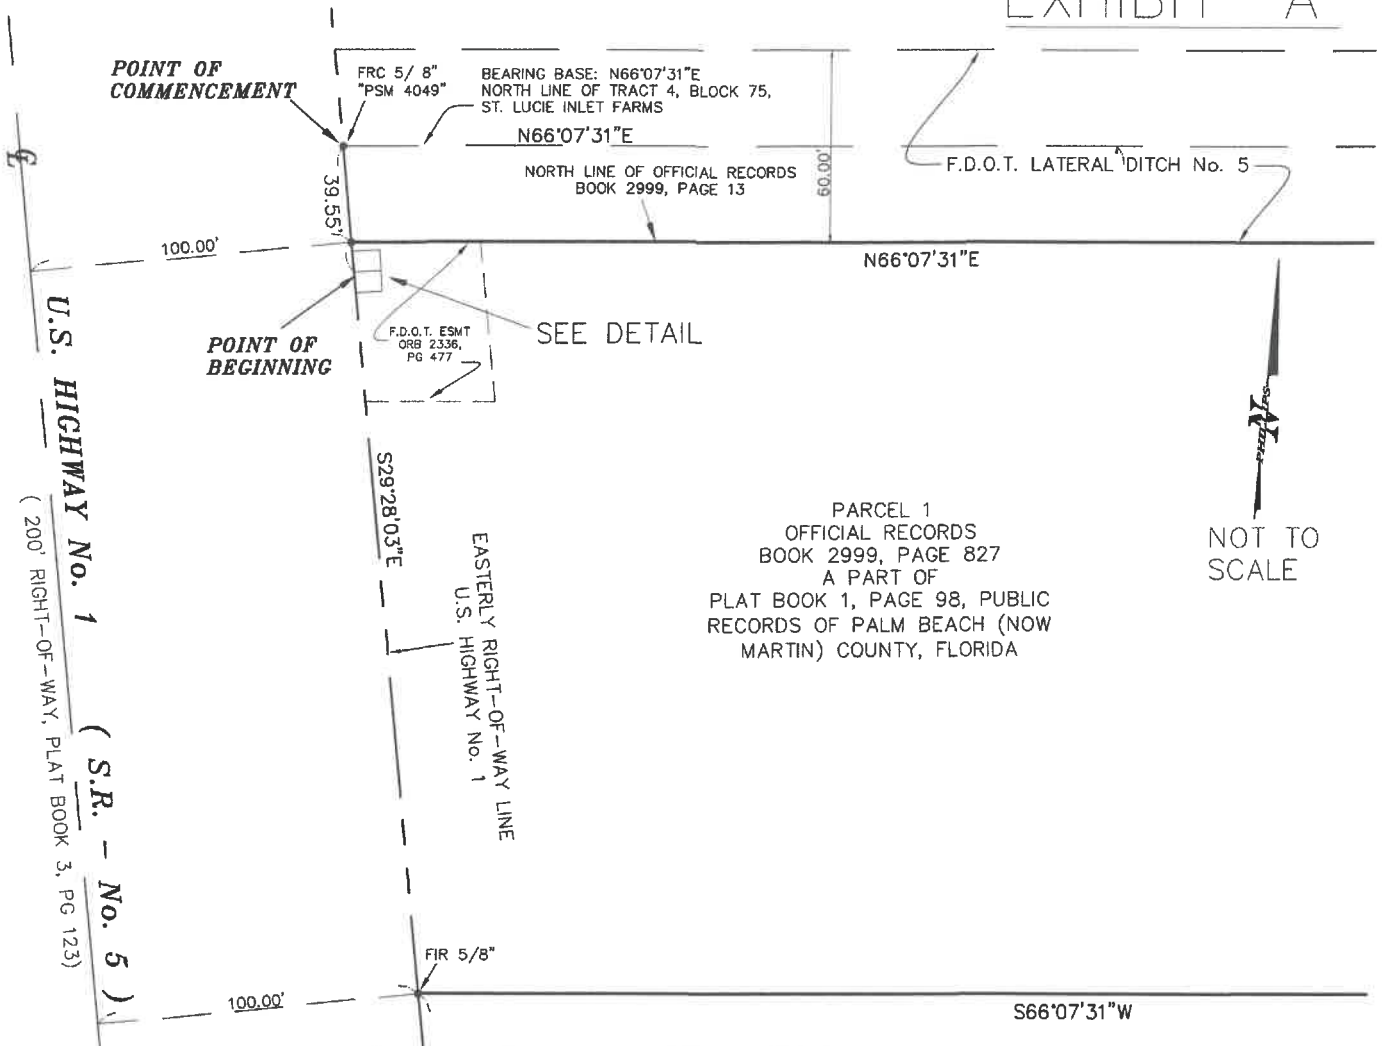 EXHIBIT "A"
POINT OF
COMMENCEMENT
FRC 5/8"
"PSM 4049"
BEARING BASE: N66°07'31"E
NORTH LINE OF TRACT 4, BLOCK 75,
ST. LUCIE INLET FARMS
N66°07'31"E
NORTH LINE OF OFFICIAL RECORDS
BOOK 2999, PAGE 13
60.00'
F.D.O.T. LATERAL DITCH No. 5
39.55'
100.00'
N66°07'31"E
POINT OF
BEGINNING
F.D.O.T. ESMT
ORB 2336,
PG 477
SEE DETAIL
U.S. HIGHWAY No. 1 ( S.R. - No. 5 )
( 200' RIGHT-OF-WAY, PLAT BOOK 3, PG 123)
S29°28'03"E
EASTERLY RIGHT-OF-WAY LINE
U.S. HIGHWAY No. 1
PARCEL 1
OFFICIAL RECORDS
BOOK 2999, PAGE 827
A PART OF
PLAT BOOK 1, PAGE 98, PUBLIC
RECORDS OF PALM BEACH (NOW
MARTIN) COUNTY, FLORIDA
N
NOT TO
SCALE
FIR 5/8"
100.00'
S66°07'31"W